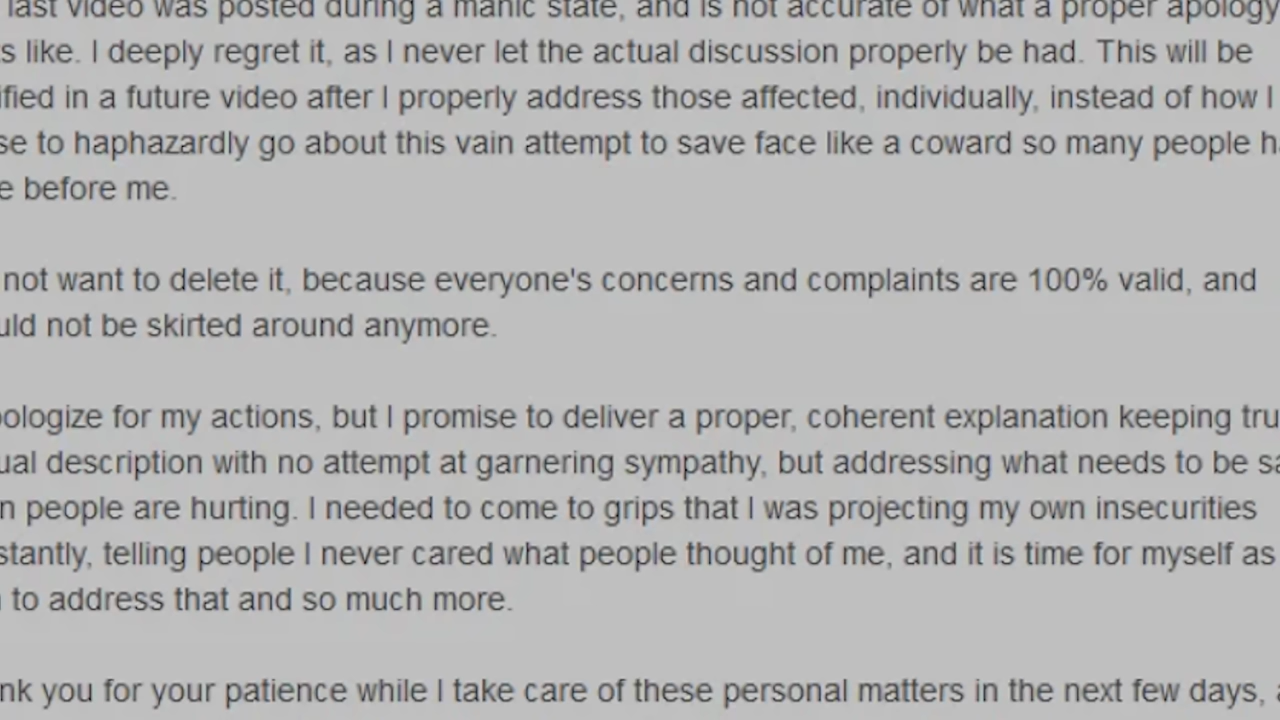 last video was posted during a manic state, and is not accurate of what a proper apology
s like. I deeply regret it, as I never let the actual discussion properly be had. This will be
ified in a future video after I properly address those affected, individually, instead of how I
se to haphazardly go about this vain attempt to save face like a coward so many people ha
e before me.
not want to delete it, because everyone's concerns and complaints are 100% valid, and
uld not be skirted around anymore.
pologize for my actions, but I promise to deliver a proper, coherent explanation keeping tru
ual description with no attempt at garnering sympathy, but addressing what needs to be sa
n people are hurting. I needed to come to grips that I was projecting my own insecurities
stantly, telling people I never cared what people thought of me, and it is time for myself as
to address that and so much more.
nk you for your patience while I take care of these personal matters in the next few days, a